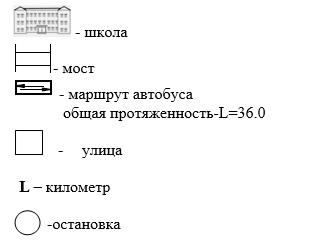 - школа
- мост
- маршрут автобуса
общая протяженность-L=36.0
- улица
L – километр
-остановка